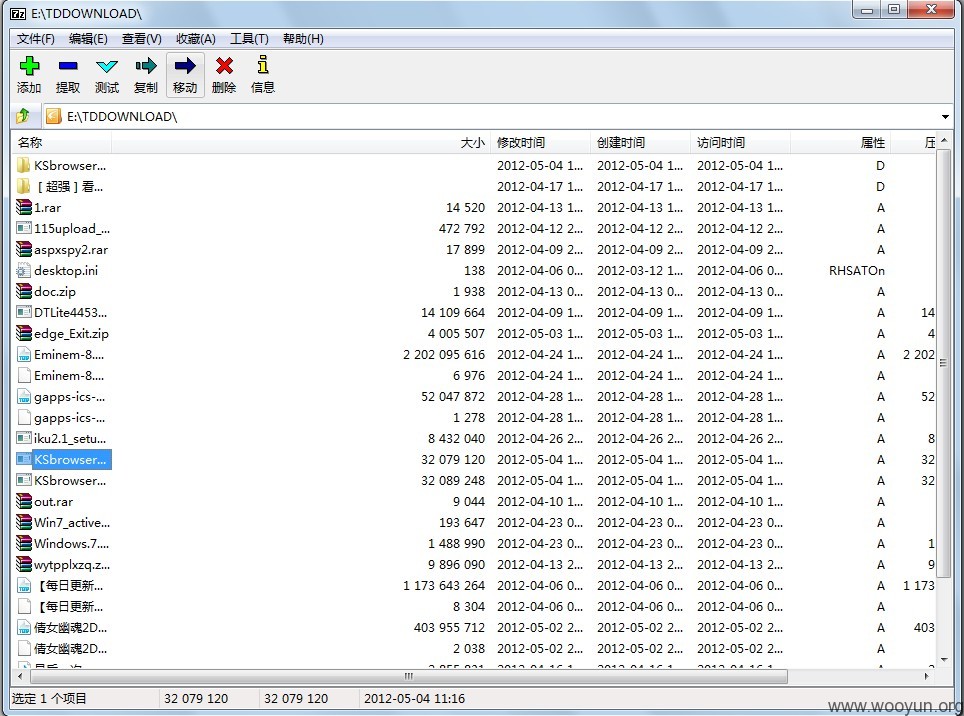 E:\TDDOWNLOAD\
文件(F) 编辑(E) 查看(V) 收藏(A) 工具(T) 帮助(H)
添加 提取 测试 复制 移动 删除 信息
E:\TDDOWNLOAD\
名称 大小 修改时间 创建时间 访问时间 属性 压
KSbrowser... 2012-05-04 1... 2012-05-04 1... 2012-05-04 1... D
[ 超强 ] 看... 2012-04-17 1... 2012-04-17 1... 2012-04-17 1... D
1.rar 14 520 2012-04-13 1... 2012-04-13 1... 2012-04-13 1... A
115upload_... 472 792 2012-04-12 2... 2012-04-12 2... 2012-04-12 2... A
aspxspy2.rar 17 899 2012-04-09 2... 2012-04-09 2... 2012-04-09 2... A
desktop.ini 138 2012-04-06 0... 2012-03-12 1... 2012-04-06 0... RHSATOn
doc.zip 1 938 2012-04-13 0... 2012-04-13 0... 2012-04-13 0... A
DTLite4453... 14 109 664 2012-04-09 1... 2012-04-09 1... 2012-04-09 1... A 14
edge_Exit.zip 4 005 507 2012-05-03 1... 2012-05-03 1... 2012-05-03 1... A 4
Eminem-8.... 2 202 095 616 2012-04-24 1... 2012-04-24 1... 2012-04-24 1... A 2 202
Eminem-8.... 6 976 2012-04-24 1... 2012-04-24 1... 2012-04-24 1... A
gapps-ics-... 52 047 872 2012-04-28 1... 2012-04-28 1... 2012-04-28 1... A 52
gapps-ics-... 1 278 2012-04-28 1... 2012-04-28 1... 2012-04-28 1... A
iku2.1_setu... 8 432 040 2012-04-26 2... 2012-04-26 2... 2012-04-26 2... A 8
KSbrowser... 32 079 120 2012-05-04 1... 2012-05-04 1... 2012-05-04 1... A 32
KSbrowser... 32 089 248 2012-05-04 1... 2012-05-04 1... 2012-05-04 1... A 32
out.rar 9 044 2012-04-10 1... 2012-04-10 1... 2012-04-10 1... A
Win7_active... 193 647 2012-04-23 0... 2012-04-23 0... 2012-04-23 0... A
Windows.7.... 1 488 990 2012-04-23 0... 2012-04-23 0... 2012-04-23 0... A 1
wytpplxzq.z... 9 896 090 2012-04-13 2... 2012-04-13 2... 2012-04-13 2... A 9
【每日更新... 1 173 643 264 2012-04-06 0... 2012-04-06 0... 2012-04-06 0... A 1 173
【每日更新... 8 304 2012-04-06 0... 2012-04-06 0... 2012-04-06 0... A
倩女幽魂2D... 403 955 712 2012-05-02 2... 2012-05-02 2... 2012-05-02 2... A 403
倩女幽魂2D... 2 038 2012-05-02 2... 2012-05-02 2... 2012-05-02 2... A
选定 1 个项目 32 079 120 32 079 120 2012-05-04 11:16
www.wooyun.org